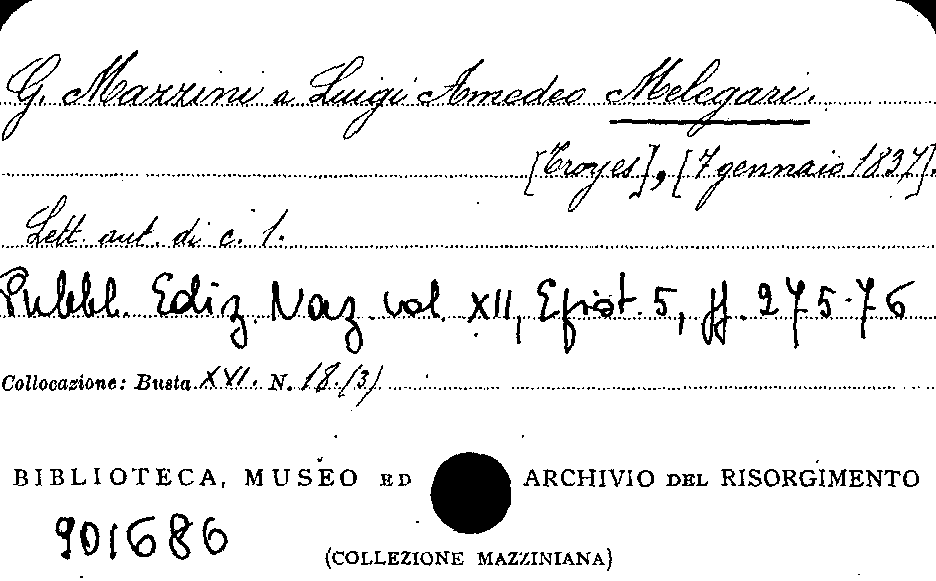 G. Mazzini a Luigi Amedeo Melegari.
[Troyes], [7 gennaio 1837].
Lett. aut. di c. 1.
Pubbl. Ediz. Naz. vol. XII, Epist. 5, pp. 275-76
Collocazione: Busta XVI. N. 18.(3)
BIBLIOTECA, MUSEO ED ARCHIVIO DEL RISORGIMENTO
901686
(COLLEZIONE MAZZINIANA)